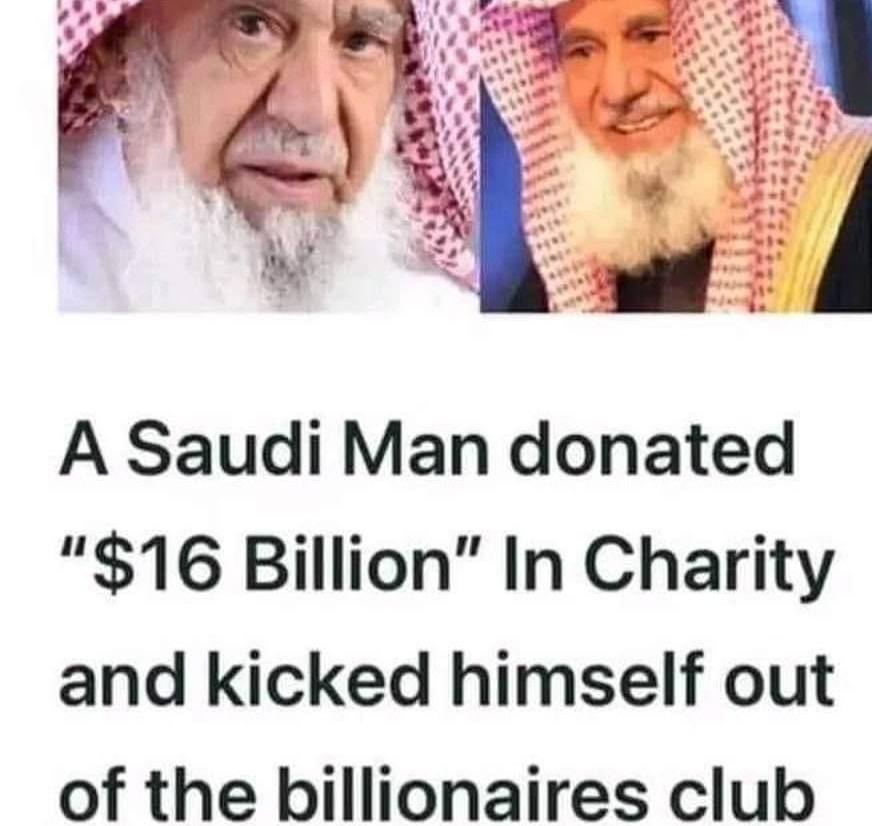 A Saudi Man donated
"$16 Billion" In Charity
and kicked himself out
of the billionaires club